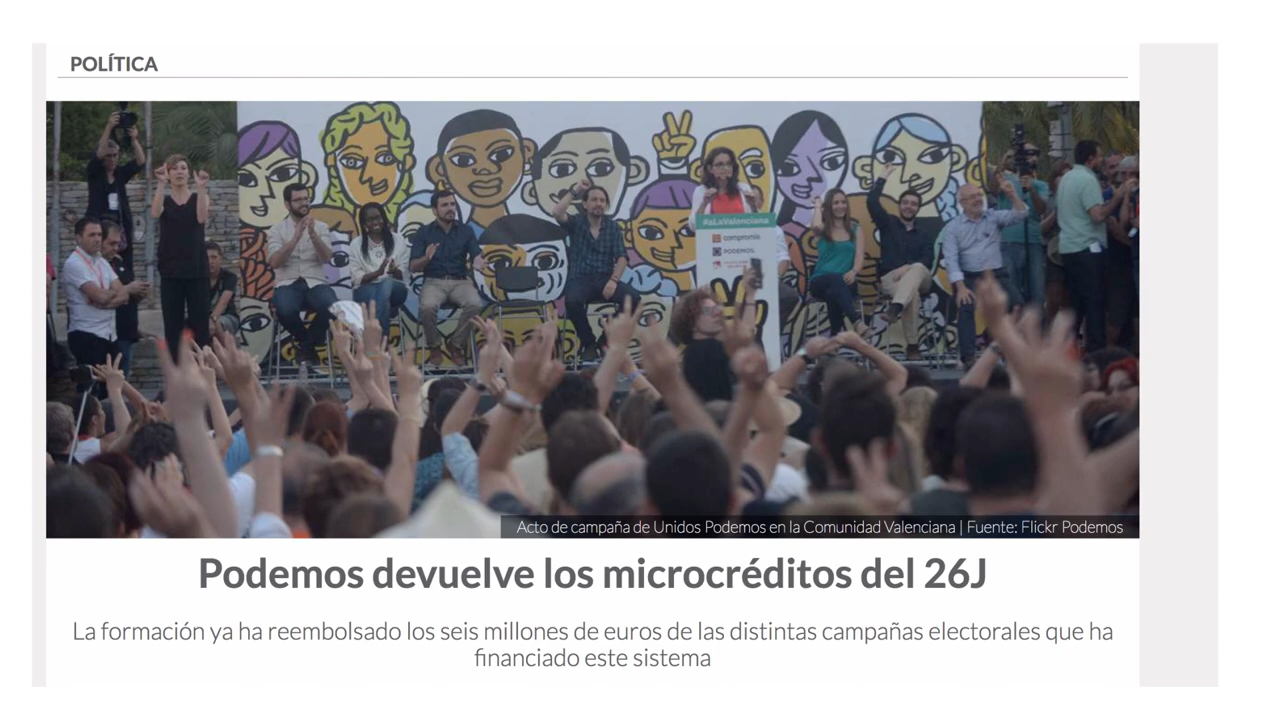 POLÍTICA
#aLaValenciana
compromís
PODEMOS.
Acto de campaña de Unidos Podemos en la Comunidad Valenciana | Fuente: Flickr Podemos
Podemos devuelve los microcréditos del 26J
La formación ya ha reembolsado los seis millones de euros de las distintas campañas electorales que ha
financiado este sistema